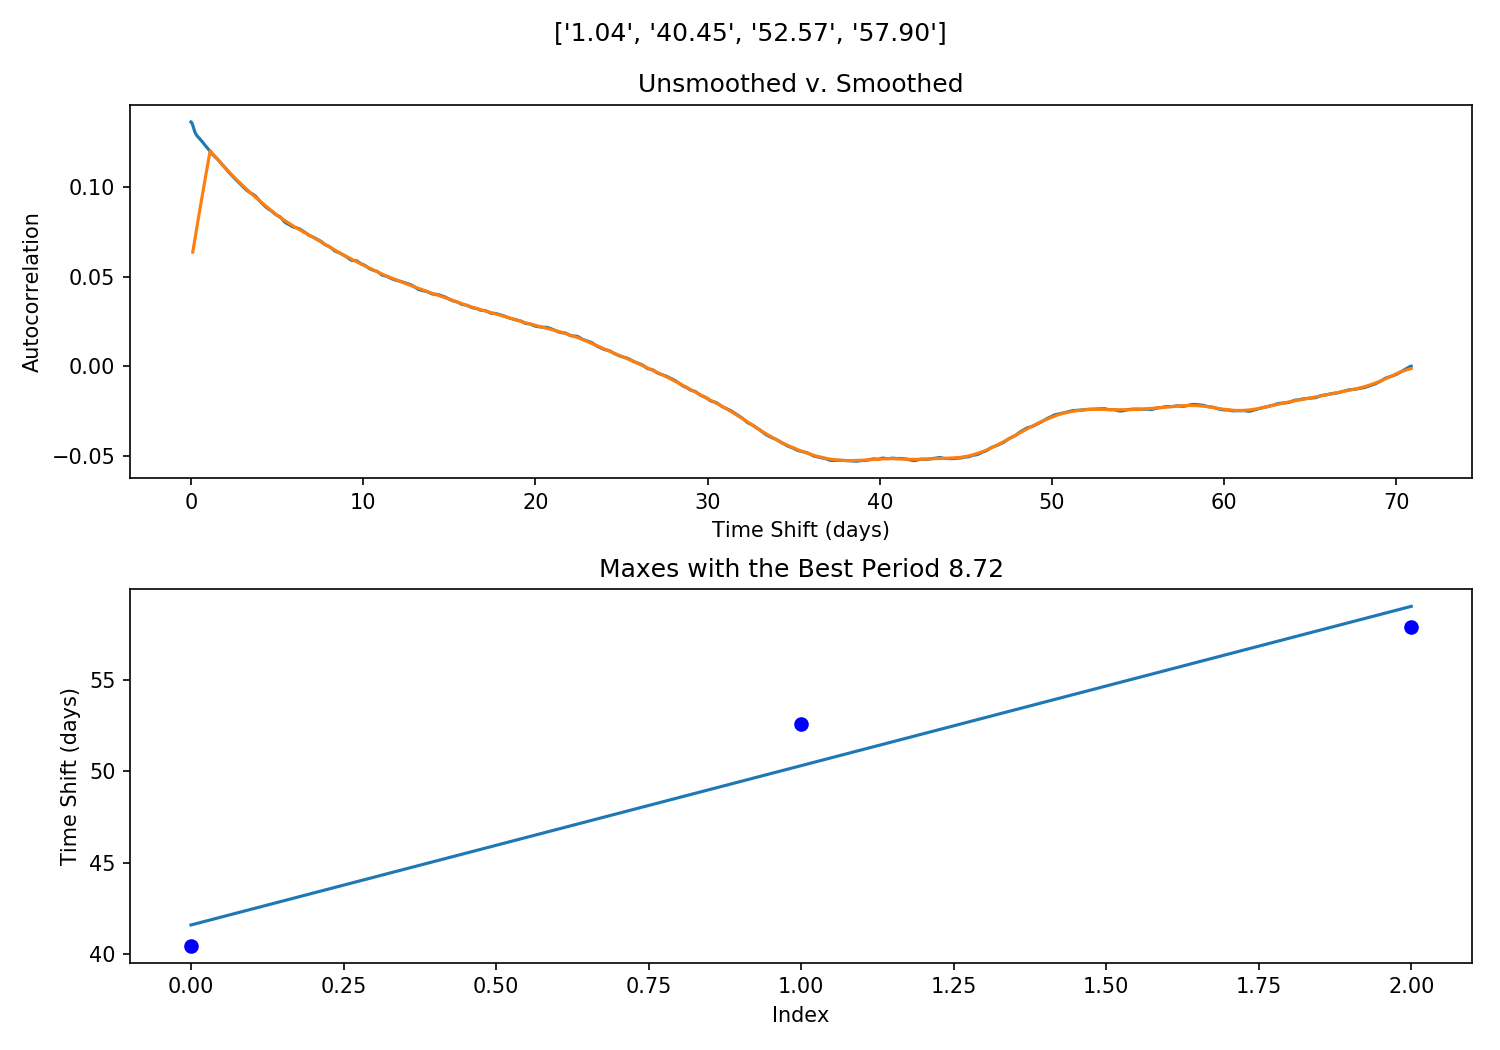 ['1.04', '40.45', '52.57', '57.90']
Unsmoothed v. Smoothed
Autocorrelation
0.10
0.05
0.00
−0.05
0 10 20 30 40 50 60 70
Time Shift (days)
Maxes with the Best Period 8.72
Time Shift (days)
55
50
45
40
0.00 0.25 0.50 0.75 1.00 1.25 1.50 1.75 2.00
Index